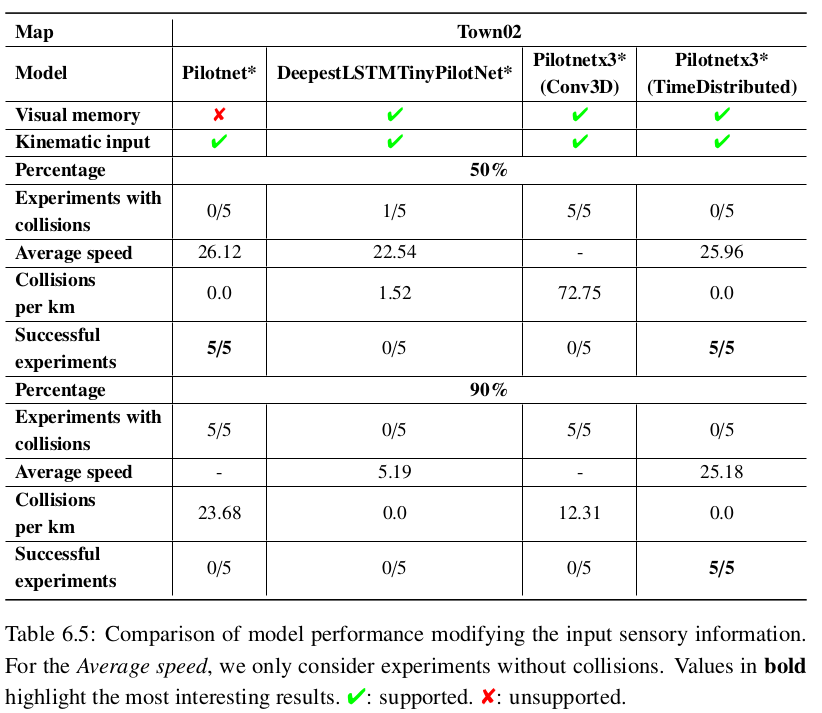 Map Town02
Model Pilotnet* DeepestLSTMTinyPilotNet* Pilotnetx3* (Conv3D) Pilotnetx3* (TimeDistributed)
Visual memory ✘ ✔ ✔ ✔
Kinematic input ✔ ✔ ✔ ✔
Percentage 50%
Experiments with collisions 0/5 1/5 5/5 0/5
Average speed 26.12 22.54 - 25.96
Collisions per km 0.0 1.52 72.75 0.0
Successful experiments 5/5 0/5 0/5 5/5
Percentage 90%
Experiments with collisions 5/5 0/5 5/5 0/5
Average speed - 5.19 - 25.18
Collisions per km 23.68 0.0 12.31 0.0
Successful experiments 0/5 0/5 0/5 5/5
Table 6.5: Comparison of model performance modifying the input sensory information.
For the Average speed, we only consider experiments without collisions. Values in bold
highlight the most interesting results. ✔: supported. ✘: unsupported.